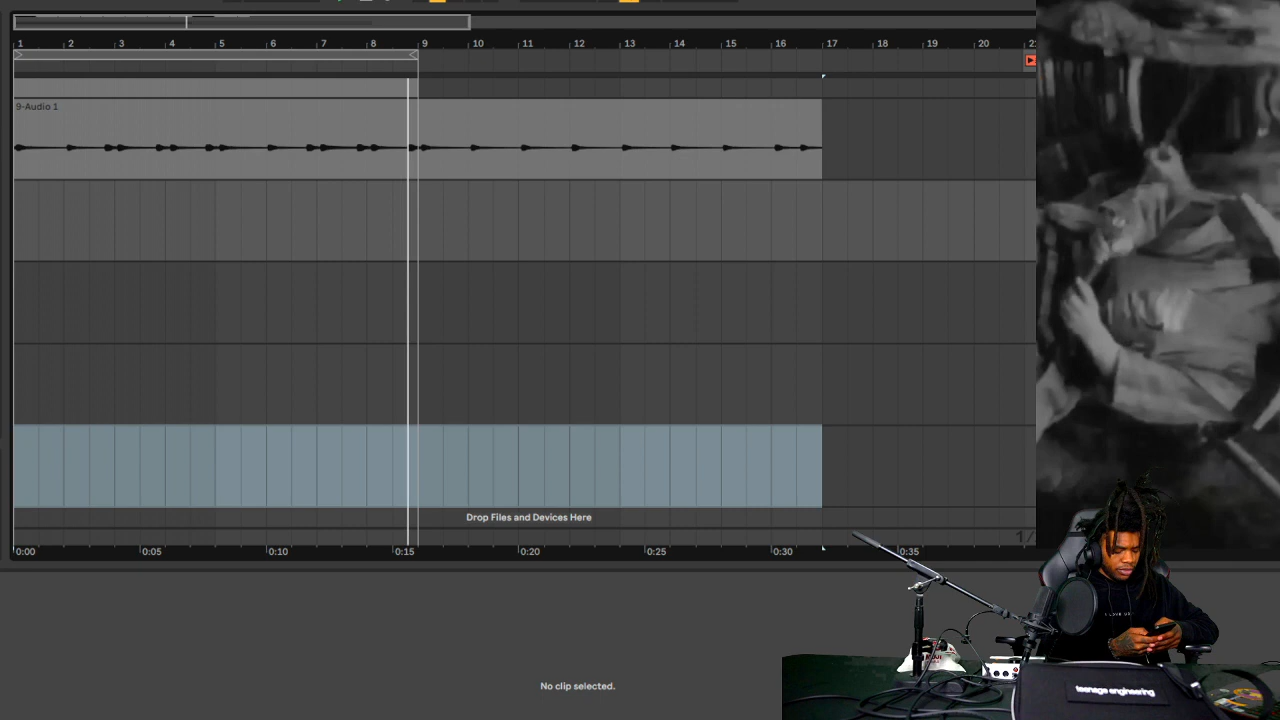 1 2 3 4 5 6 7 8 9 10 11 12 13 14 15 16 17 18 19 20
9-Audio 1
Drop Files and Devices Here
1/
0:00 0:05 0:10 0:15 0:20 0:25 0:30 0:35
No clip selected.
teenage engineering